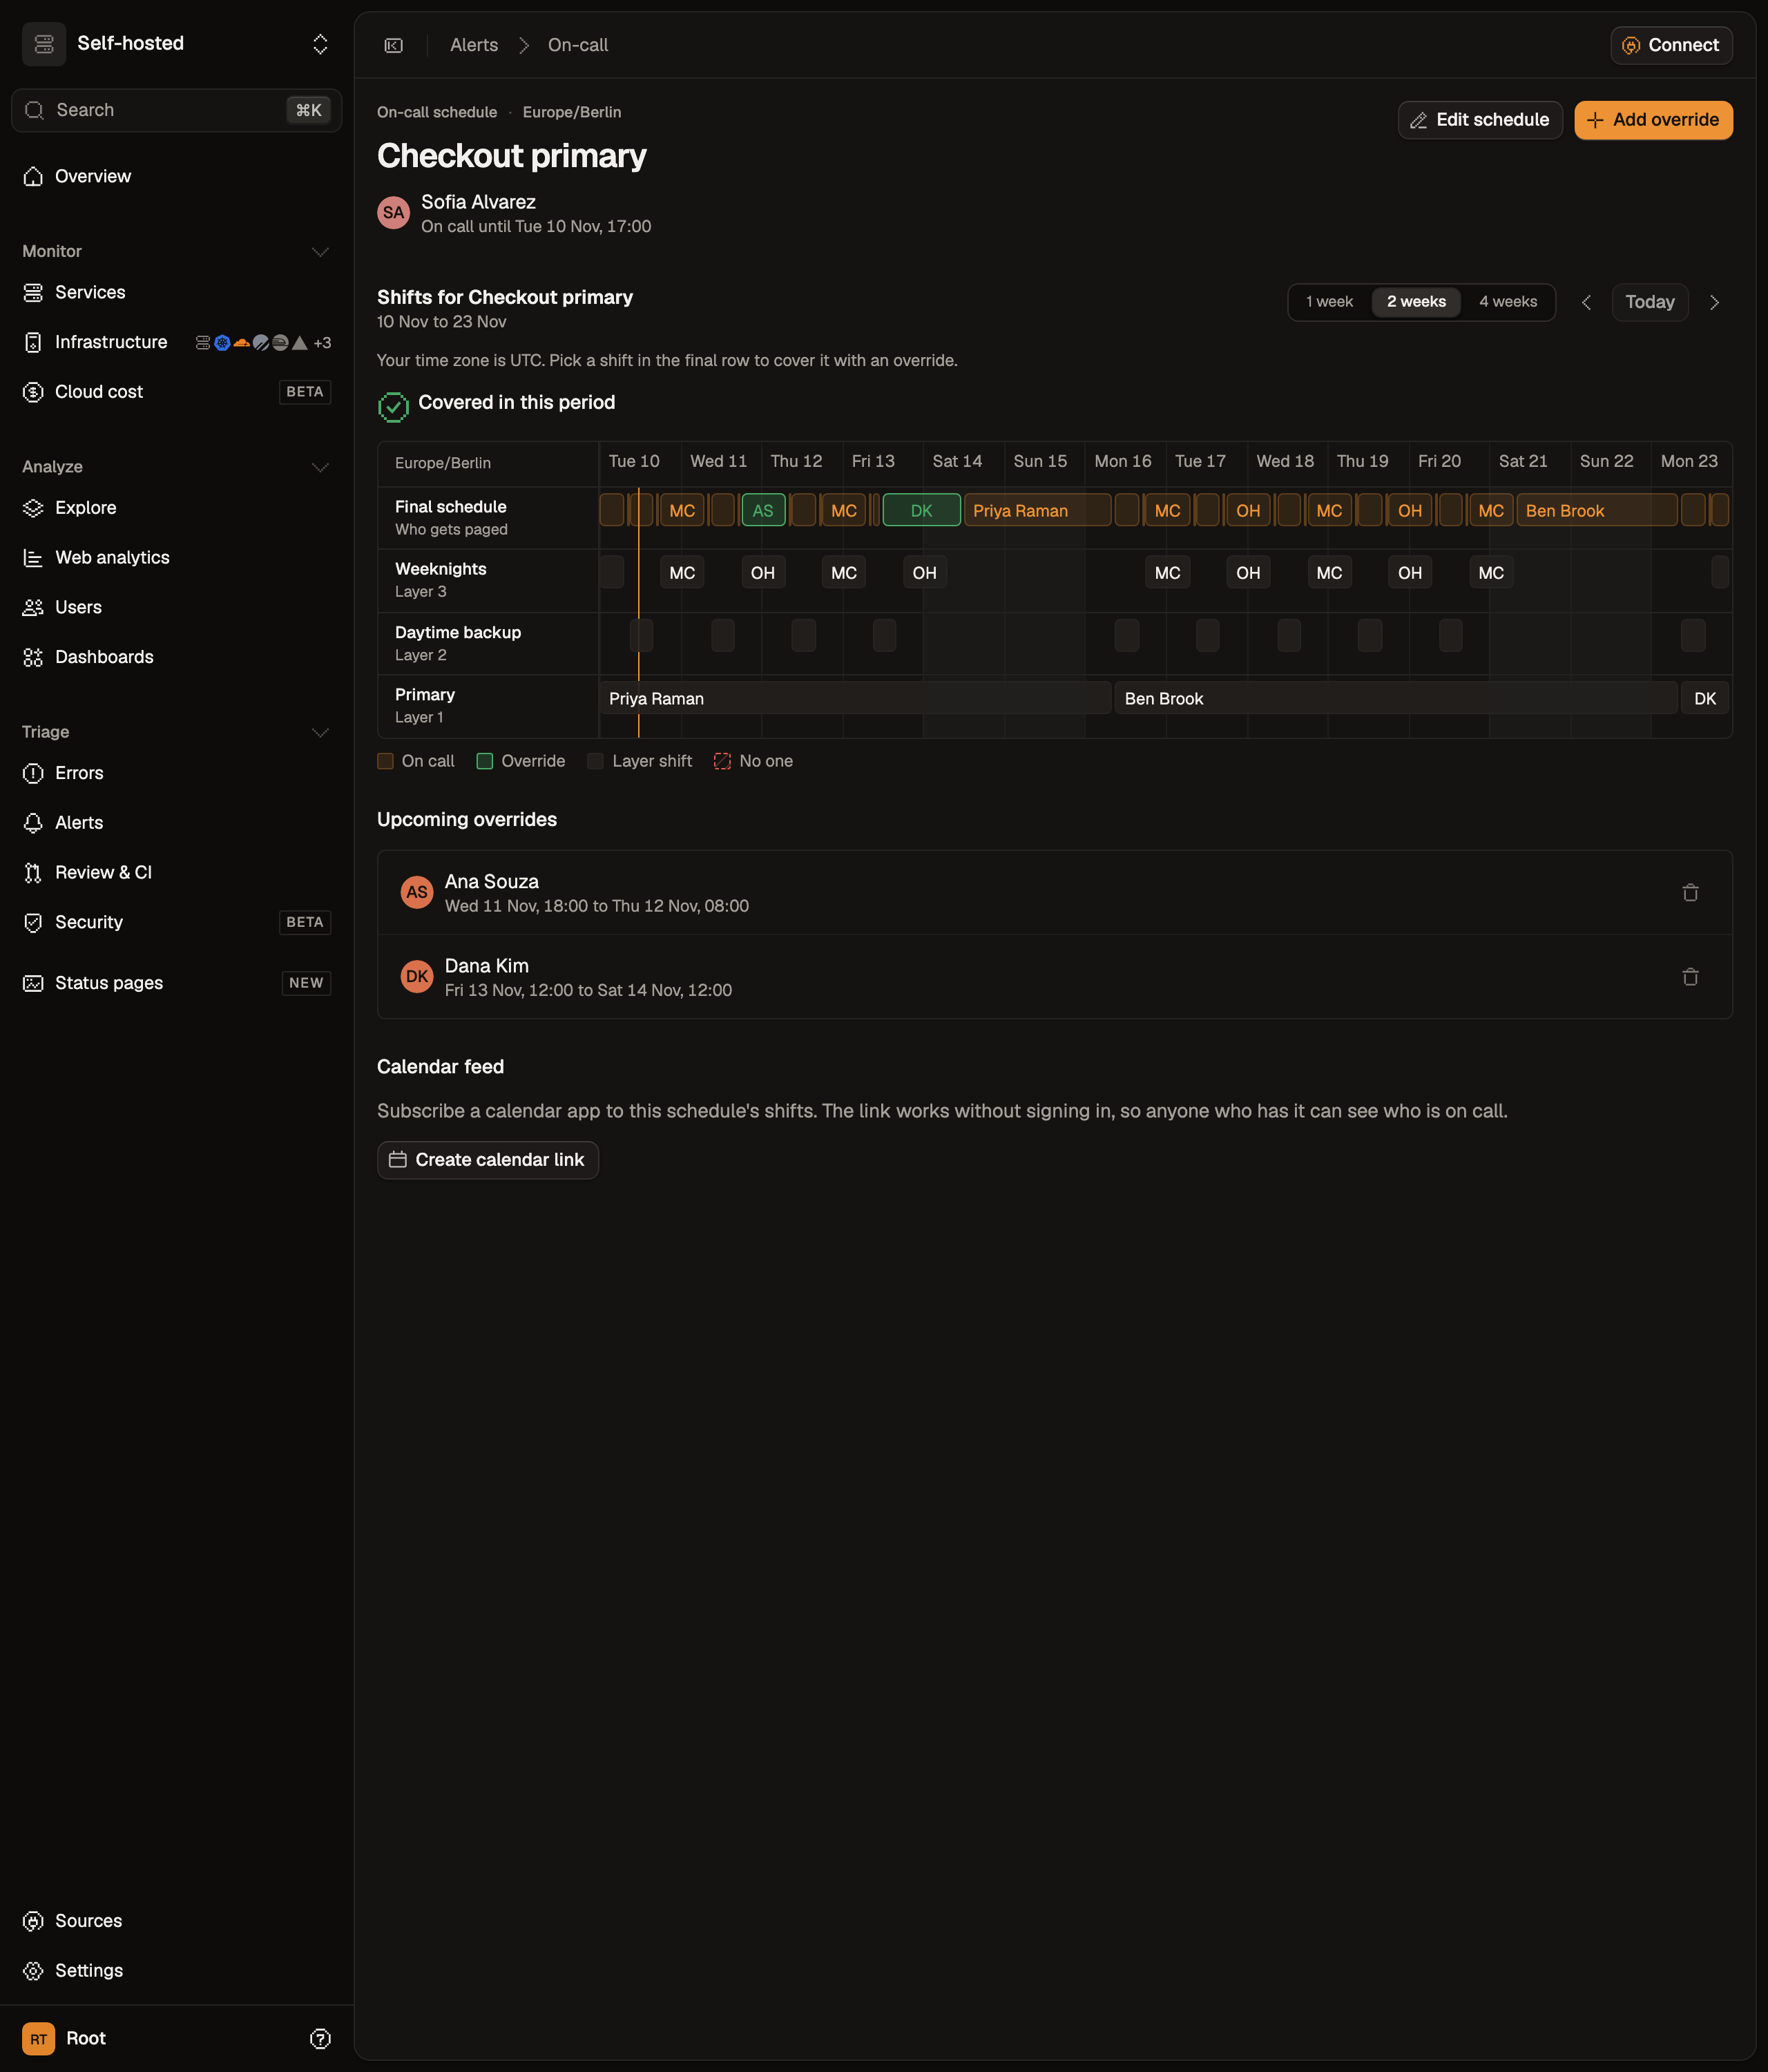 Self-hosted
Search
⌘K
Overview
Monitor
Services
Infrastructure
+3
Cloud cost
BETA
Analyze
Explore
Web analytics
Users
Dashboards
Triage
Errors
Alerts
Review & CI
Security
BETA
Status pages
NEW
Sources
Settings
RT
Root
Alerts
On-call
Connect
On-call schedule · Europe/Berlin
Edit schedule
Add override
Checkout primary
SA
Sofia Alvarez
On call until Tue 10 Nov, 17:00
Shifts for Checkout primary
10 Nov to 23 Nov
1 week
2 weeks
4 weeks
Today
Your time zone is UTC. Pick a shift in the final row to cover it with an override.
Covered in this period
Europe/Berlin
Tue 10
Wed 11
Thu 12
Fri 13
Sat 14
Sun 15
Mon 16
Tue 17
Wed 18
Thu 19
Fri 20
Sat 21
Sun 22
Mon 23
Final schedule
Who gets paged
MC
AS
MC
DK
Priya Raman
MC
OH
MC
OH
MC
Ben Brook
Weeknights
Layer 3
MC
OH
MC
OH
MC
OH
MC
OH
MC
Daytime backup
Layer 2
Primary
Layer 1
Priya Raman
Ben Brook
DK
On call
Override
Layer shift
No one
Upcoming overrides
AS
Ana Souza
Wed 11 Nov, 18:00 to Thu 12 Nov, 08:00
DK
Dana Kim
Fri 13 Nov, 12:00 to Sat 14 Nov, 12:00
Calendar feed
Subscribe a calendar app to this schedule's shifts. The link works without signing in, so anyone who has it can see who is on call.
Create calendar link